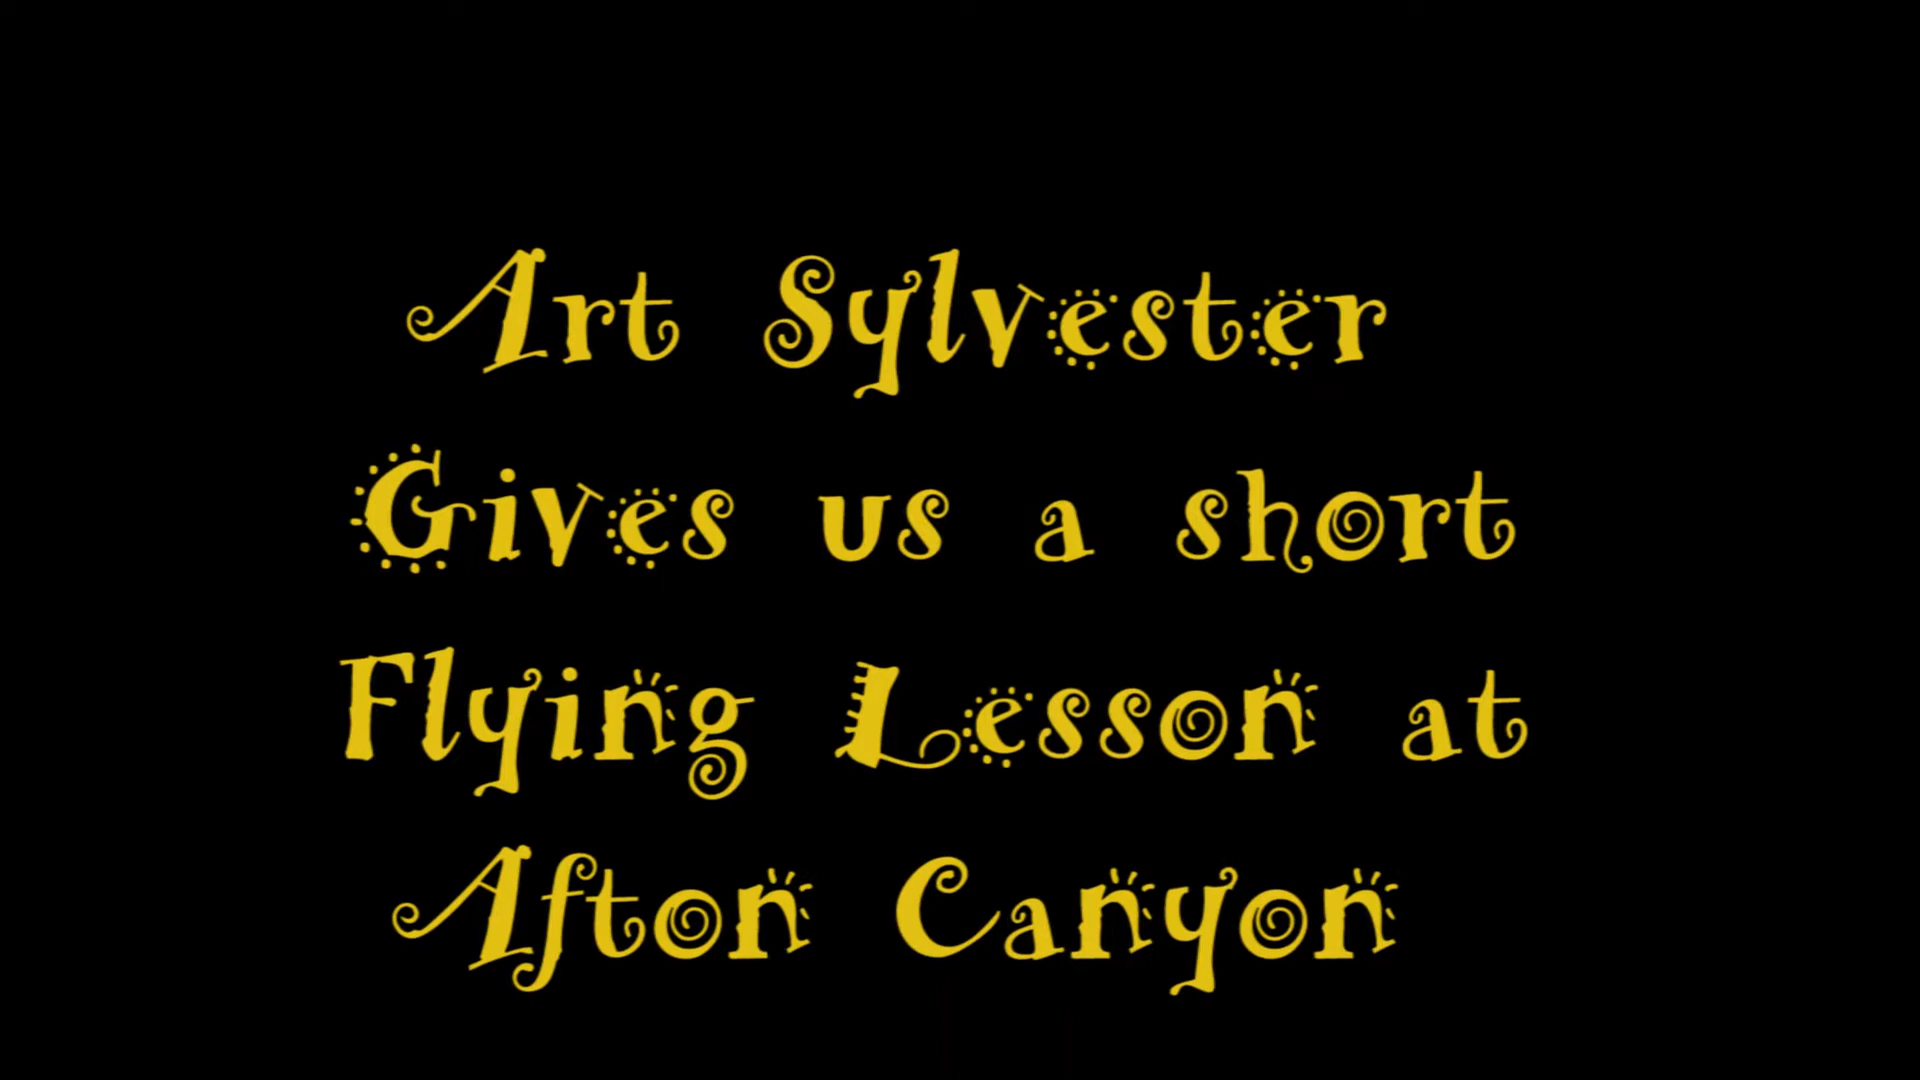 Art Sylvester
Gives us a short
Flying Lesson at
Afton Canyon